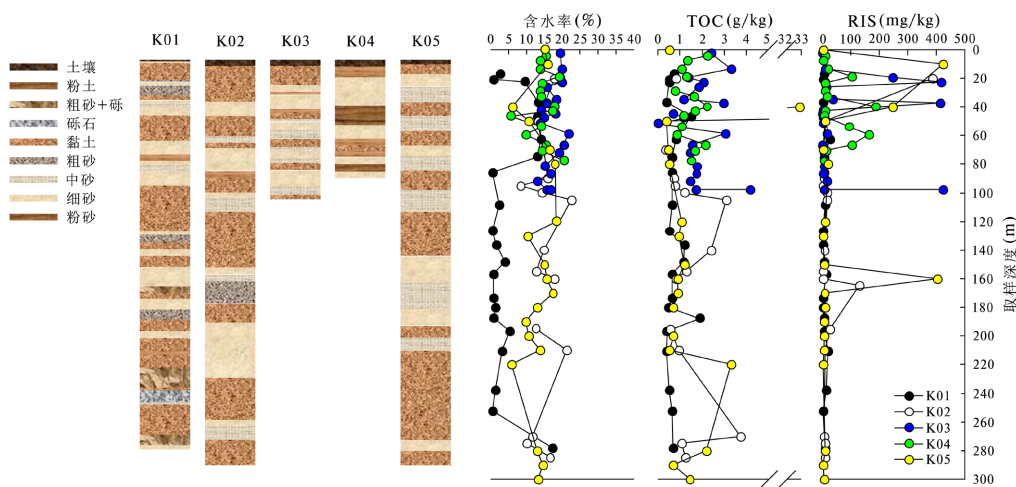 含水率(%)
TOC (g/kg)
RIS(mg/kg)
K01 K02 K03 K04 K05
0 5 10 15 20 25 30 35 40
0 1 2 3 4 5 32 33
0 100 200 300 400 500
土壤
粉土
粗砂+砾
砾石
黏土
粗砂
中砂
细砂
粉砂
0
20
40
60
80
100
120
140
160
180
200
220
240
260
280
300
取样深度(m)
K01
K02
K03
K04
K05